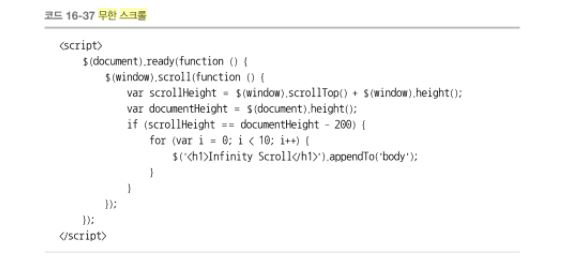 코드 16-37 무한 스크롤
<script>
$(document).ready(function () {
$(window).scroll(function () {
var scrollHeight = $(window).scrollTop() + $(window).height();
var documentHeight = $(document).height();
if (scrollHeight == documentHeight - 200) {
for (var i = 0; i < 10; i++) {
$('<h1>Infinity Scroll</h1>').appendTo('body');
}
}
});
});
</script>